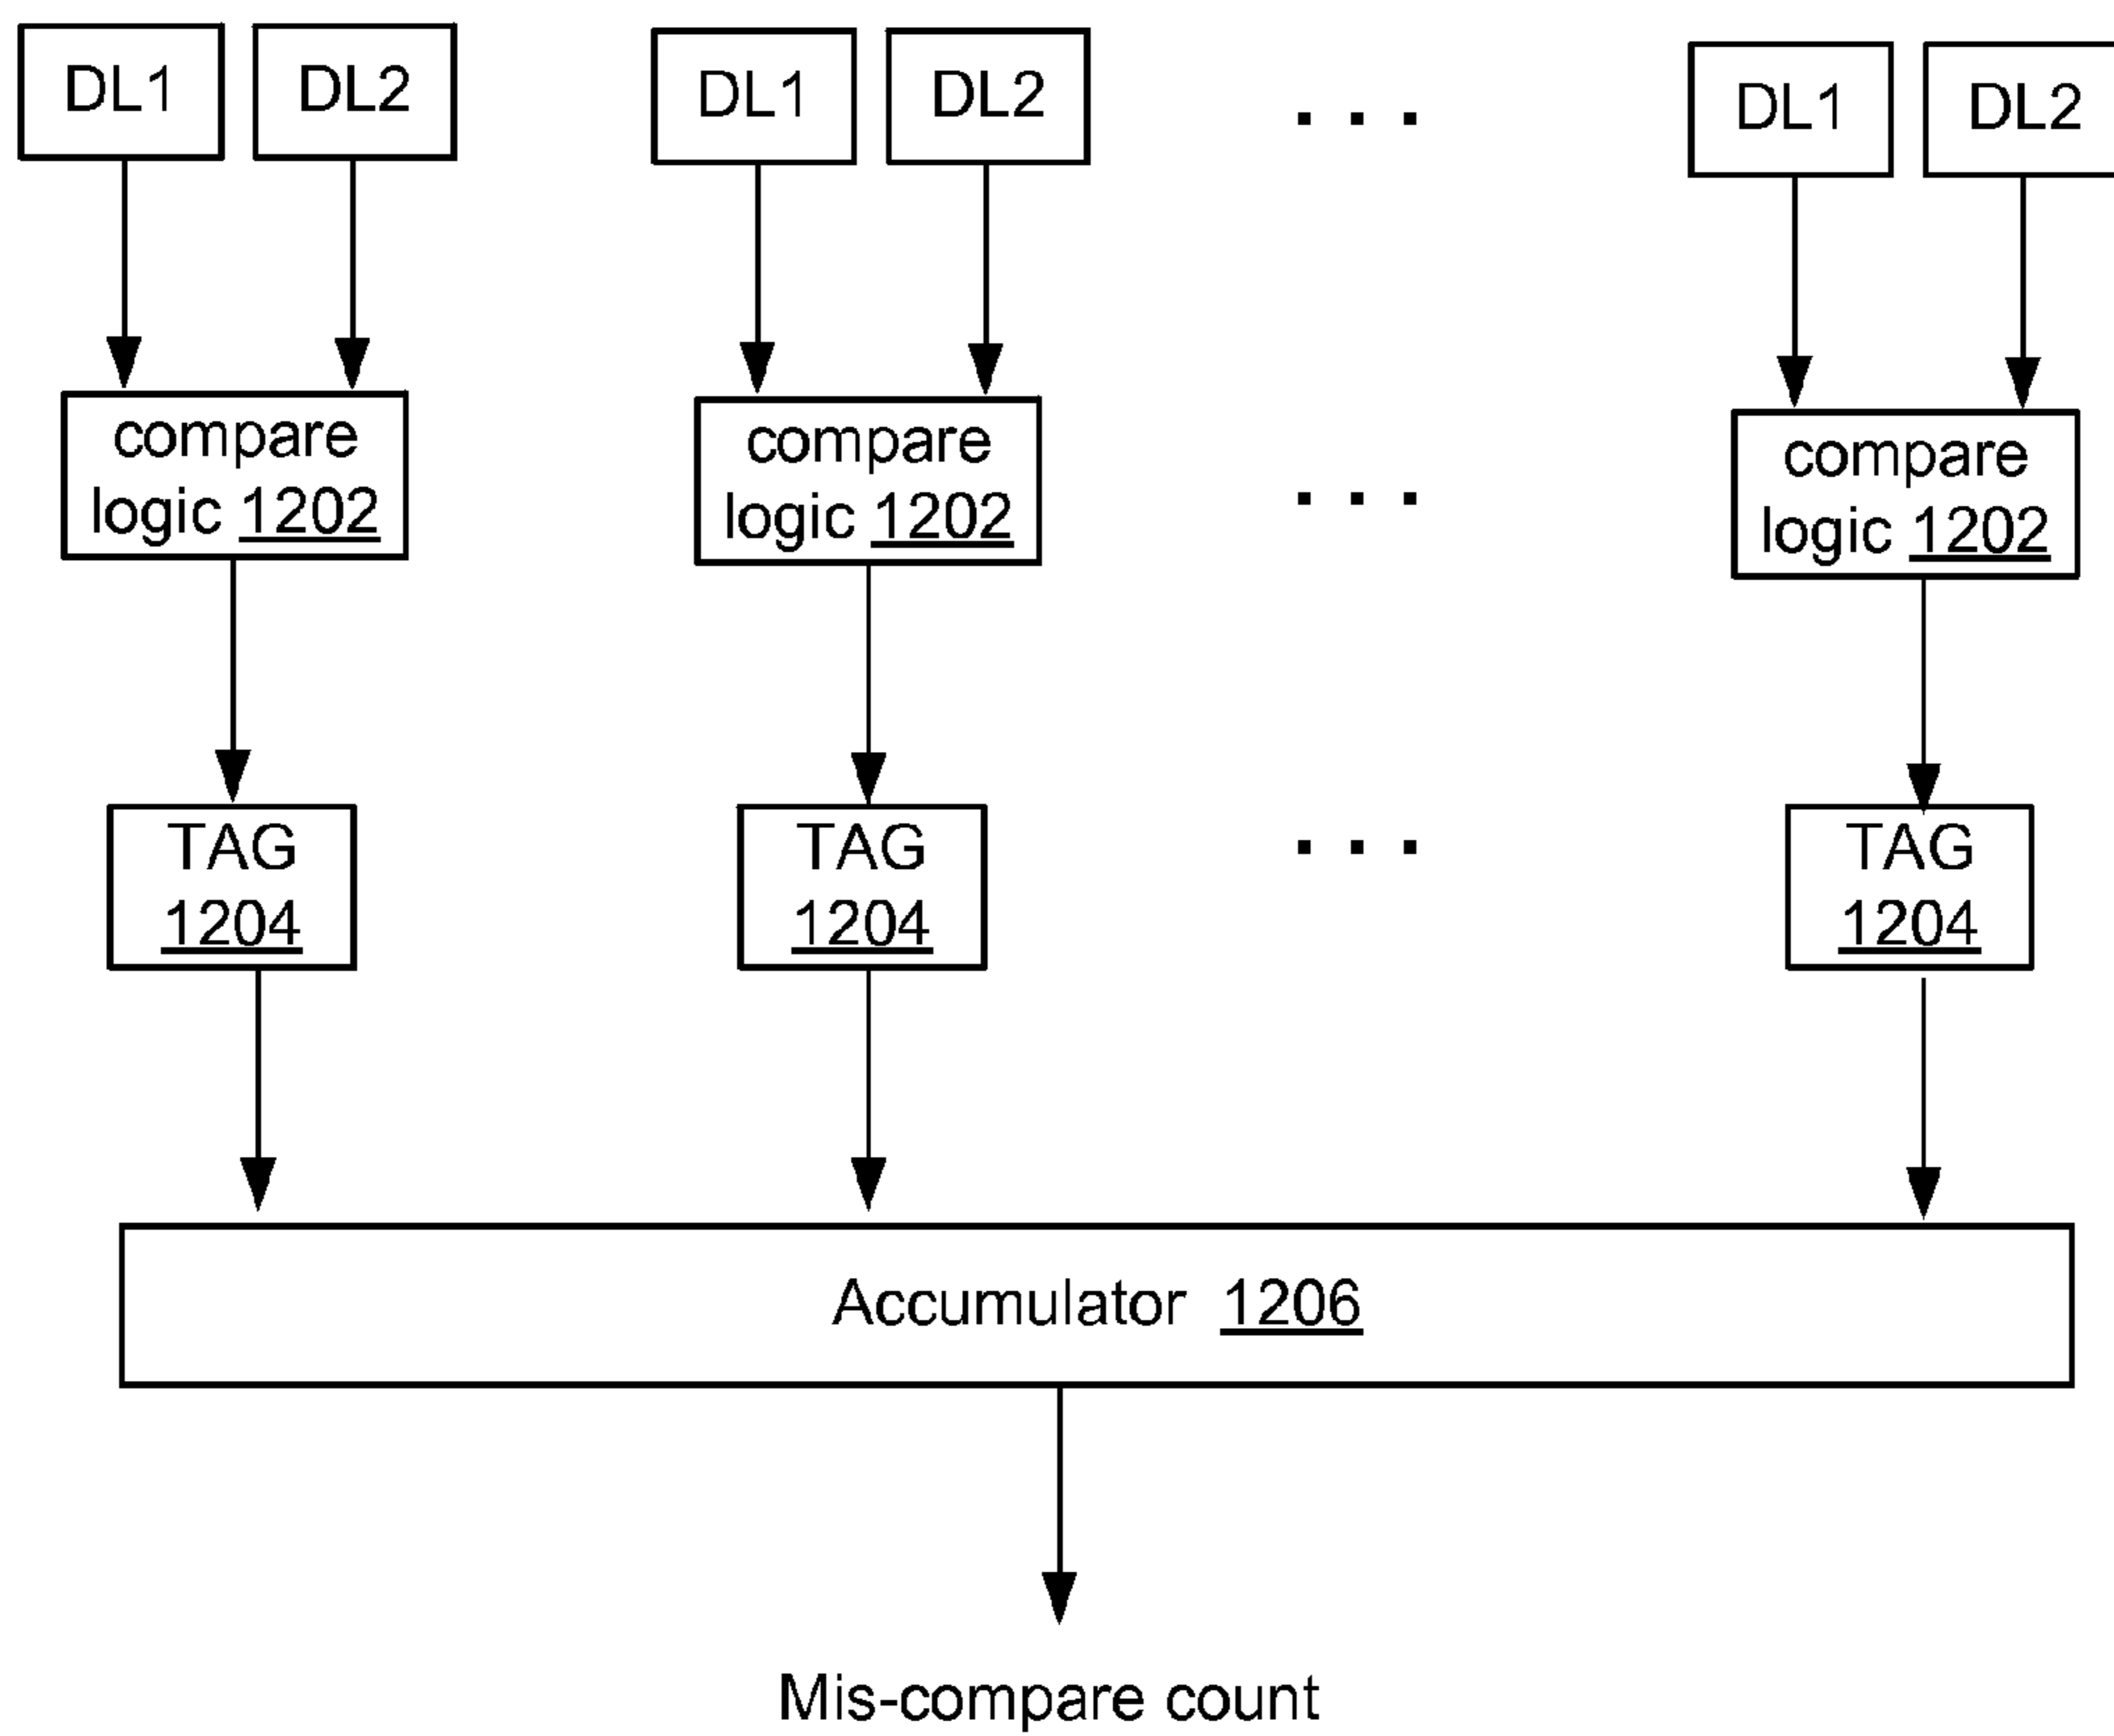 DL1 DL2 DL1 DL2 . . . DL1 DL2
compare compare compare
logic 1202 logic 1202 . . . logic 1202
TAG TAG . . . TAG
1204 1204 1204
Accumulator 1206
Mis-compare count